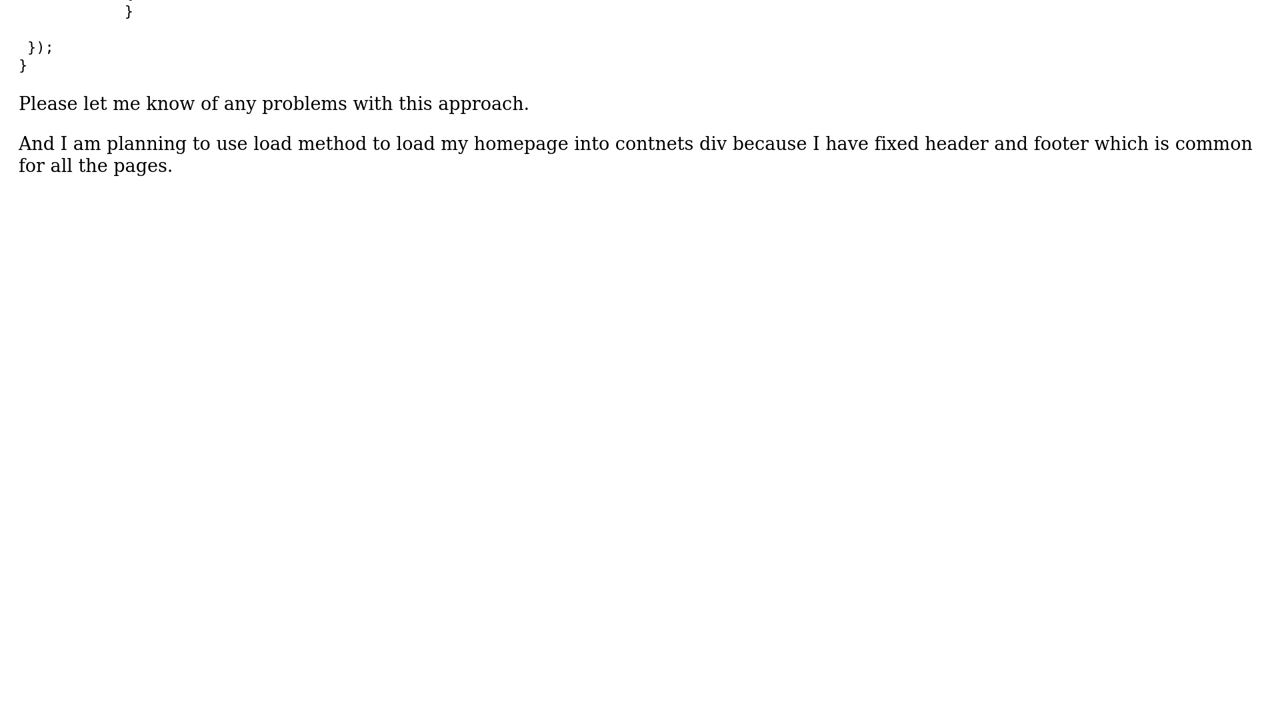 }
});
}
Please let me know of any problems with this approach.
And I am planning to use load method to load my homepage into contnets div because I have fixed header and footer which is common
for all the pages.